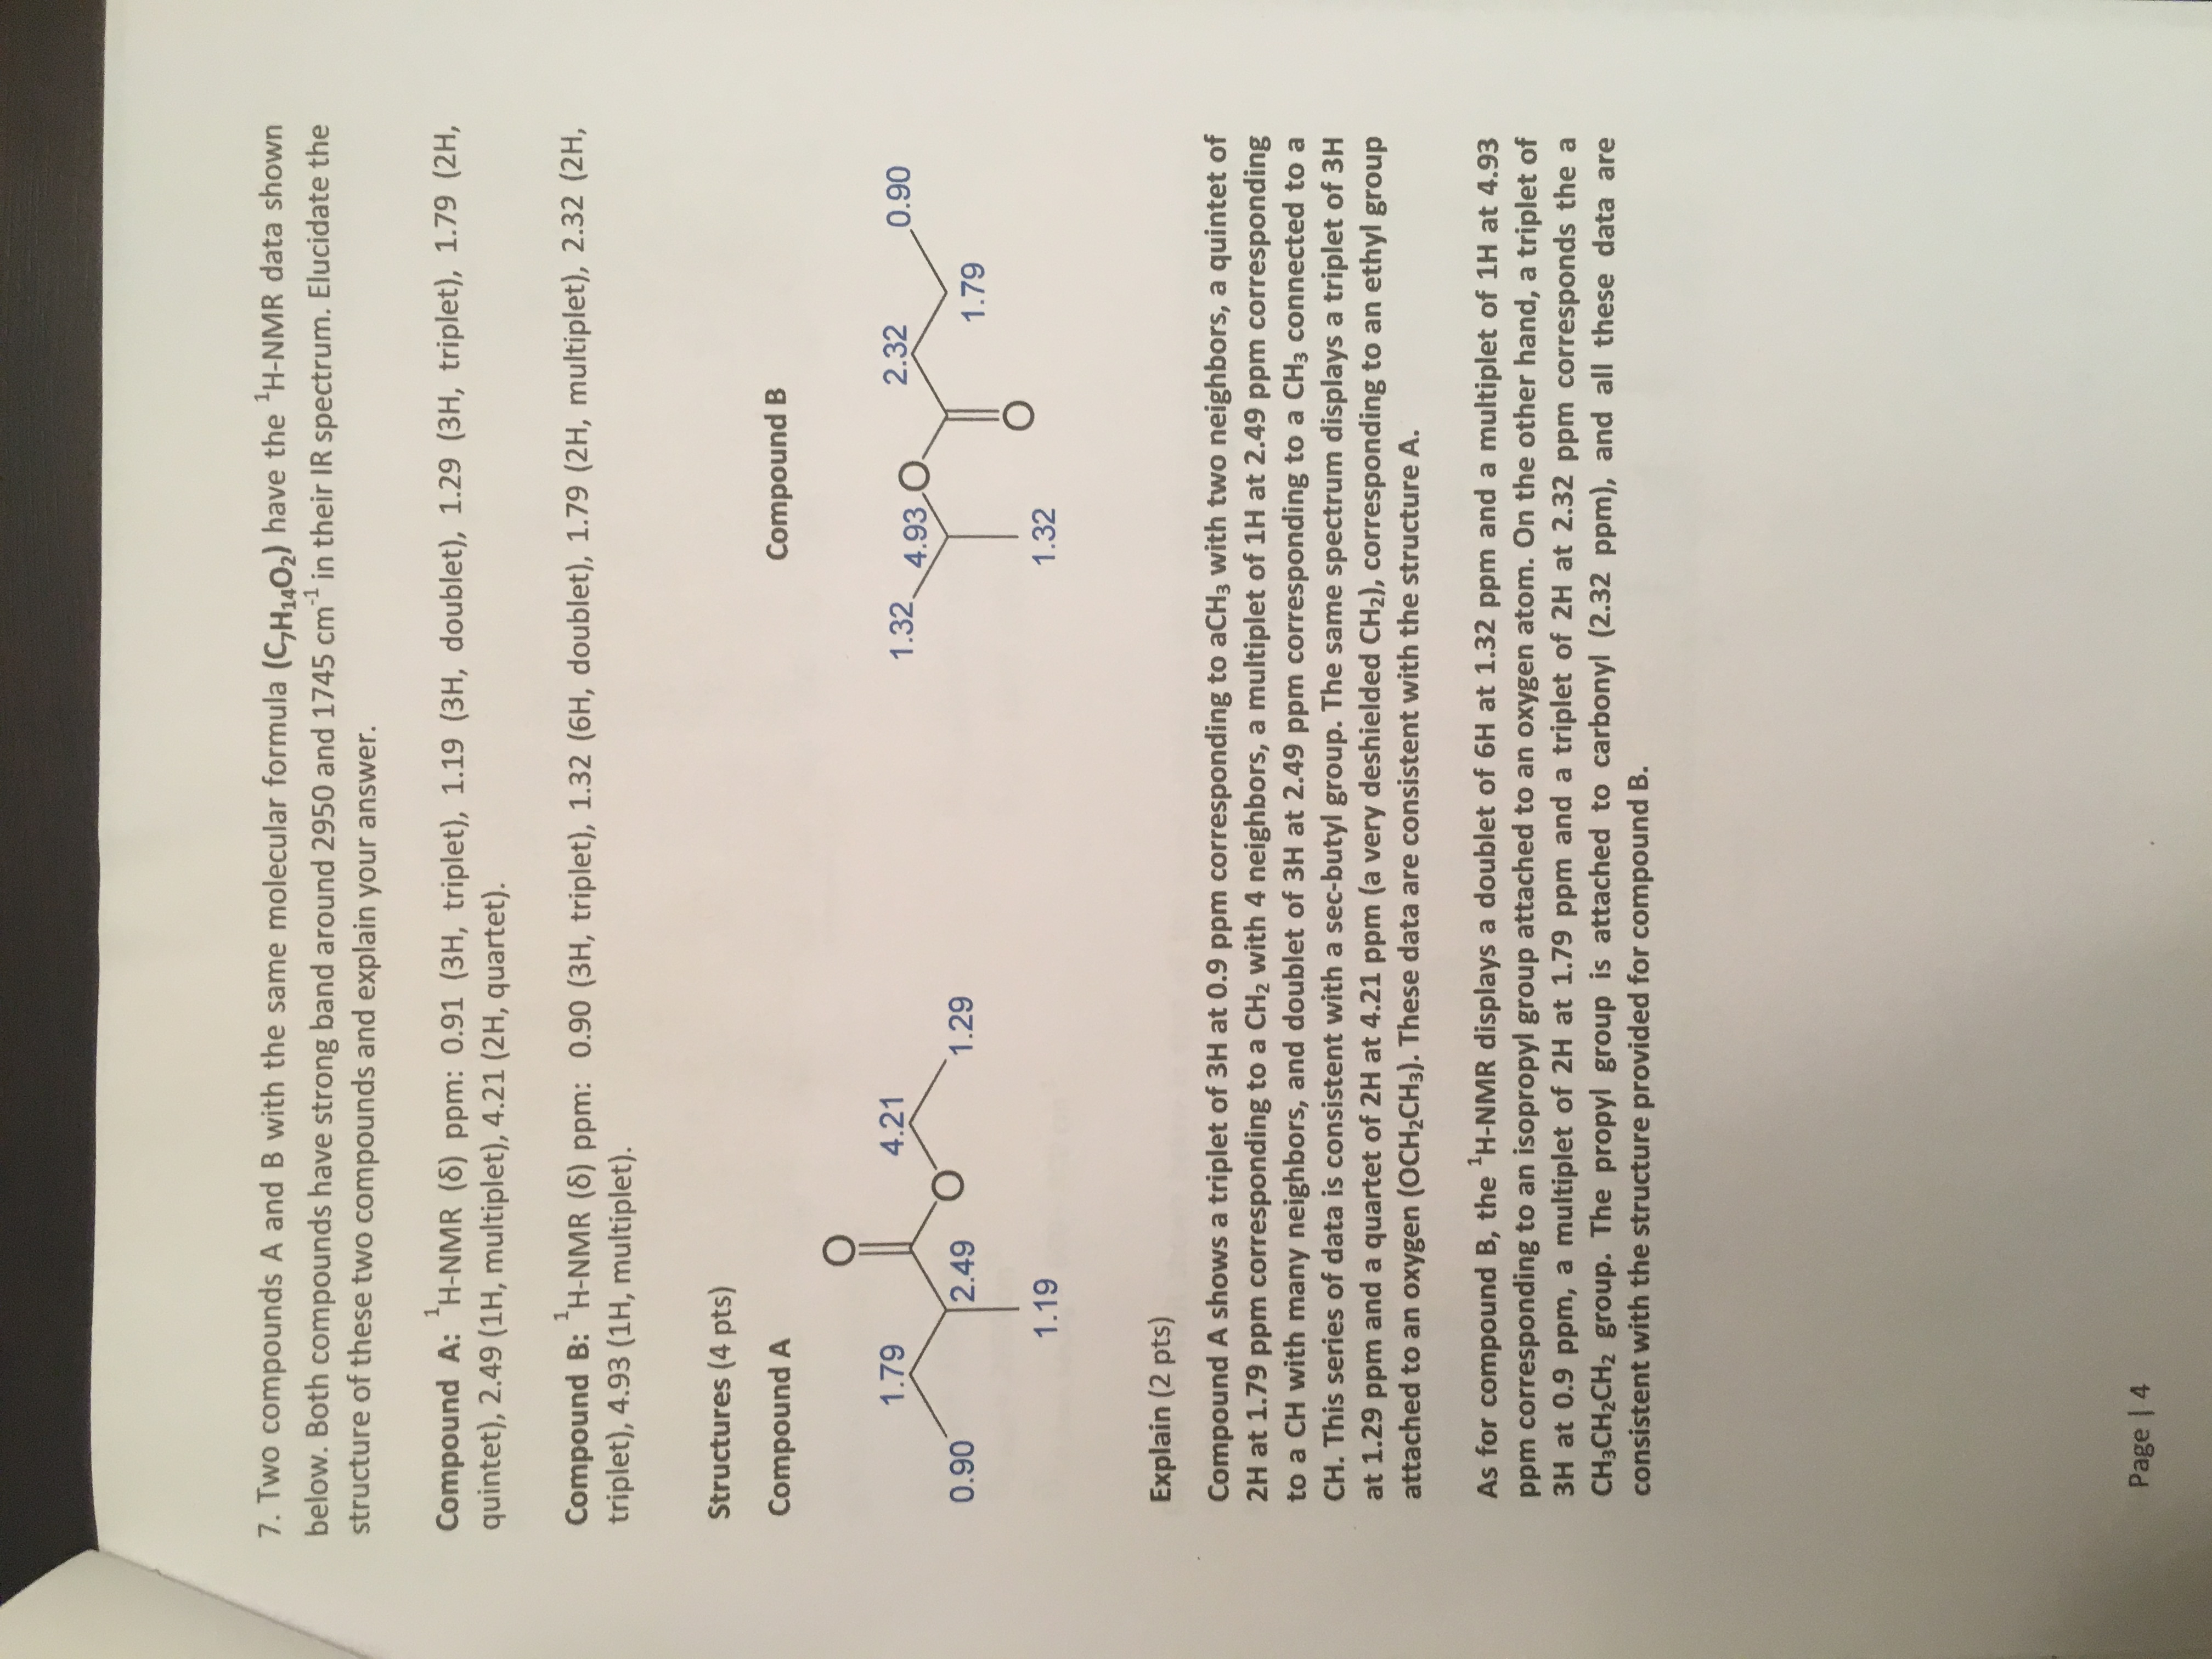 7. Two compounds A and B with the same molecular formula (C₇H₁₄O₂) have the ¹H-NMR data shown
below. Both compounds have strong band around 2950 and 1745 cm⁻¹ in their IR spectrum. Elucidate the
structure of these two compounds and explain your answer.
Compound A: ¹H-NMR (δ) ppm: 0.91 (3H, triplet), 1.19 (3H, doublet), 1.29 (3H, triplet), 1.79 (2H,
quintet), 2.49 (1H, multiplet), 4.21 (2H, quartet).
Compound B: ¹H-NMR (δ) ppm: 0.90 (3H, triplet), 1.32 (6H, doublet), 1.79 (2H, multiplet), 2.32 (2H,
triplet), 4.93 (1H, multiplet).
Structures (4 pts)
Compound A
O
1.79
4.21
0.90
2.49
O
1.29
1.19
Compound B
1.32
4.93
O
2.32
0.90
1.79
O
1.32
Explain (2 pts)
Compound A shows a triplet of 3H at 0.9 ppm corresponding to aCH₃ with two neighbors, a quintet of
2H at 1.79 ppm corresponding to a CH₂ with 4 neighbors, a multiplet of 1H at 2.49 ppm corresponding
to a CH with many neighbors, and doublet of 3H at 2.49 ppm corresponding to a CH₃ connected to a
CH. This series of data is consistent with a sec-butyl group. The same spectrum displays a triplet of 3H
at 1.29 ppm and a quartet of 2H at 4.21 ppm (a very deshielded CH₂), corresponding to an ethyl group
attached to an oxygen (OCH₂CH₃). These data are consistent with the structure A.
As for compound B, the ¹H-NMR displays a doublet of 6H at 1.32 ppm and a multiplet of 1H at 4.93
ppm corresponding to an isopropyl group attached to an oxygen atom. On the other hand, a triplet of
3H at 0.9 ppm, a multiplet of 2H at 1.79 ppm and a triplet of 2H at 2.32 ppm corresponds the a
CH₃CH₂CH₂ group. The propyl group is attached to carbonyl (2.32 ppm), and all these data are
consistent with the structure provided for compound B.
Page | 4